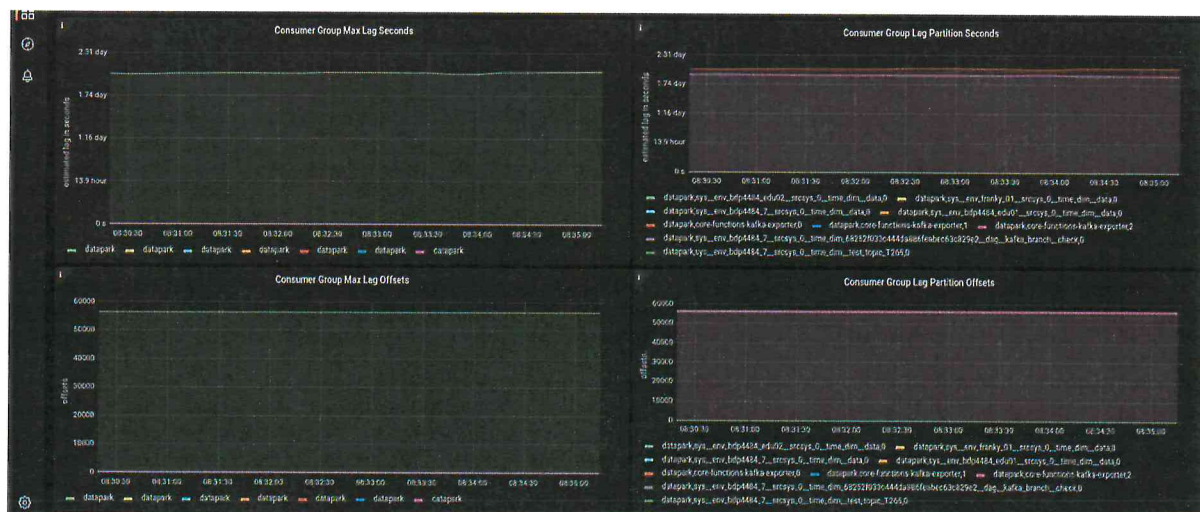 Consumer Group Max Lag Seconds
estimated lag in seconds
2.31 day
1.74 day
1.16 day
13.9 hour
0 s
08:30:30 08:31:00 08:31:30 08:32:00 08:32:30 08:33:00 08:33:30 08:34:00 08:34:30 08:35:00
datapark datapark datapark datapark datapark datapark datapark
Consumer Group Lag Partition Seconds
estimated lag in seconds
2.31 day
1.74 day
1.16 day
13.9 hour
0 s
08:30:30 08:31:00 08:31:30 08:32:00 08:32:30 08:33:00 08:33:30 08:34:00 08:34:30 08:35:00
datapark,sys__env_bdp4484_edu02__srcsys_0__time_dim__data,0 datapark,sys__env_franky_01__srcsys_0__time_dim__data,0
datapark,sys__env_bdp4484_7__srcsys_0__time_dim__data,0 datapark,sys__env_bdp4484_edu01__srcsys_0__time_dim__data,0
datapark,core-functions-kafka-exporter,0 datapark,core-functions-kafka-exporter,1 datapark,core-functions-kafka-exporter,2
datapark,sys__env_bdp4484_7__srcsys_0__time_dim__test_topic_T265,0
Consumer Group Max Lag Offsets
offsets
60000
50000
40000
30000
20000
10000
0
08:30:30 08:31:00 08:31:30 08:32:00 08:32:30 08:33:00 08:33:30 08:34:00 08:34:30 08:35:00
datapark datapark datapark datapark datapark datapark datapark
Consumer Group Lag Partition Offsets
offsets
60000
50000
40000
30000
20000
10000
0
08:30:30 08:31:00 08:31:30 08:32:00 08:32:30 08:33:00 08:33:30 08:34:00 08:34:30 08:35:00
datapark,sys__env_bdp4484_edu02__srcsys_0__time_dim__data,0 datapark,sys__env_franky_01__srcsys_0__time_dim__data,0
datapark,sys__env_bdp4484_7__srcsys_0__time_dim__data,0 datapark,sys__env_bdp4484_edu01__srcsys_0__time_dim__data,0
datapark,core-functions-kafka-exporter,0 datapark,core-functions-kafka-exporter,1 datapark,core-functions-kafka-exporter,2
datapark,sys__env_bdp4484_7__srcsys_0__time_dim__test_topic_T265,0